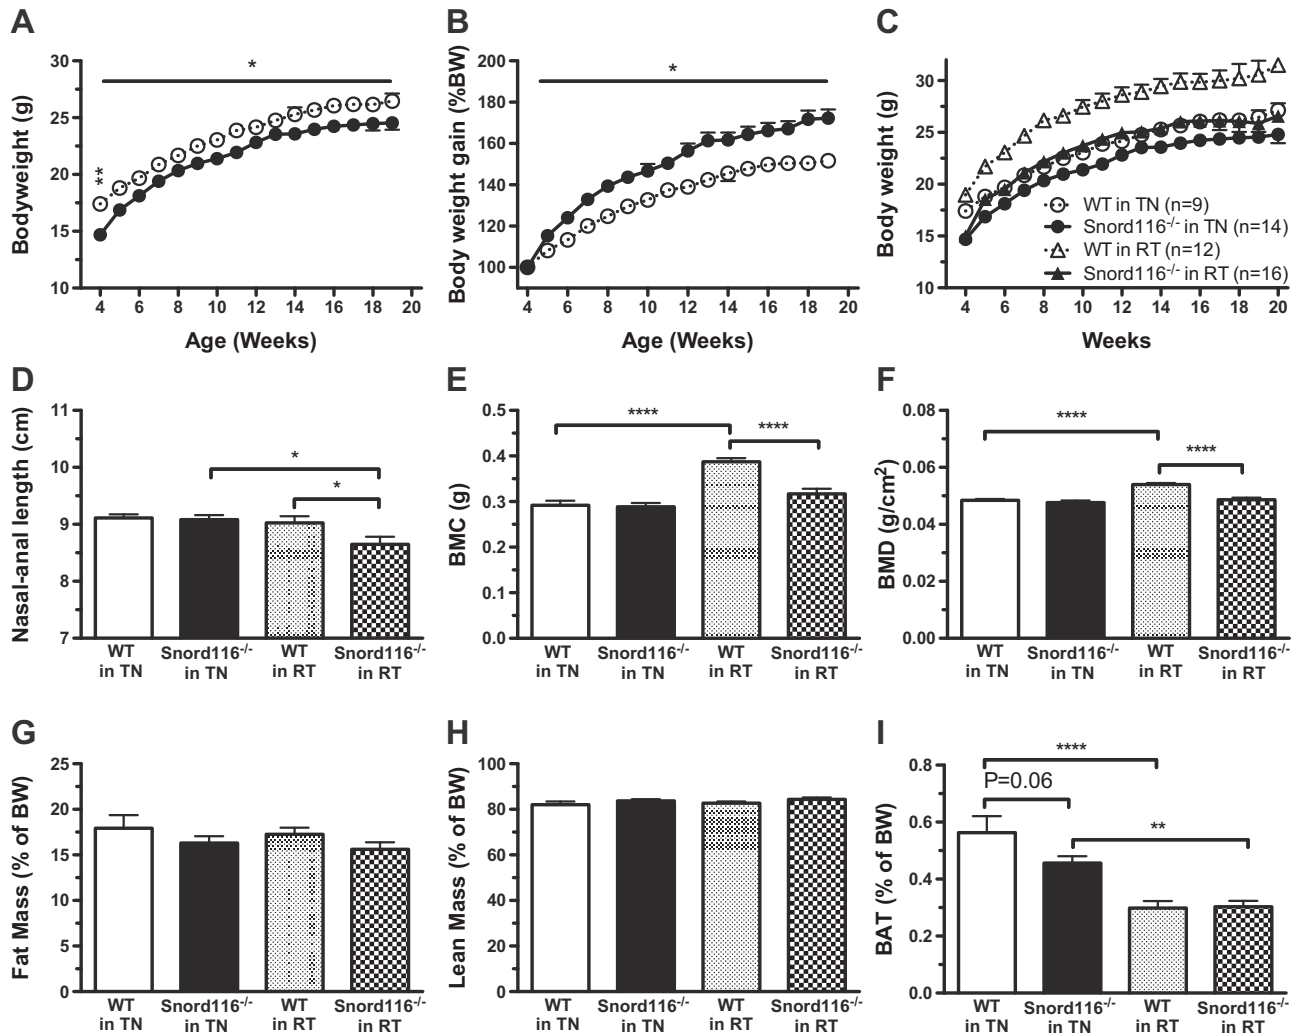 A
Bodyweight (g)
30
25
20
15
10
*
**
4 6 8 10 12 14 16 18 20
Age (Weeks)
B
Body weight gain (%BW)
200
180
160
140
120
100
*
4 6 8 10 12 14 16 18 20
Age (Weeks)
C
Body weight (g)
30
25
20
15
10
WT in TN (n=9)
Snord116-/- in TN (n=14)
WT in RT (n=12)
Snord116-/- in RT (n=16)
4 6 8 10 12 14 16 18 20
Weeks
D
Nasal-anal length (cm)
11
10
9
8
7
*
*
WT Snord116-/- WT Snord116-/-
in TN in TN in RT in RT
E
BMC (g)
0.5
0.4
0.3
0.2
0.1
0.0
****
****
WT Snord116-/- WT Snord116-/-
in TN in TN in RT in RT
F
BMD (g/cm2)
0.08
0.06
0.04
0.02
0.00
****
****
WT Snord116-/- WT Snord116-/-
in TN in TN in RT in RT
G
Fat Mass (% of BW)
25
20
15
10
5
0
WT Snord116-/- WT Snord116-/-
in TN in TN in RT in RT
H
Lean Mass (% of BW)
100
80
60
40
20
0
WT Snord116-/- WT Snord116-/-
in TN in TN in RT in RT
I
BAT (% of BW)
0.8
0.6
0.4
0.2
0.0
****
P=0.06
**
WT Snord116-/- WT Snord116-/-
in TN in TN in RT in RT